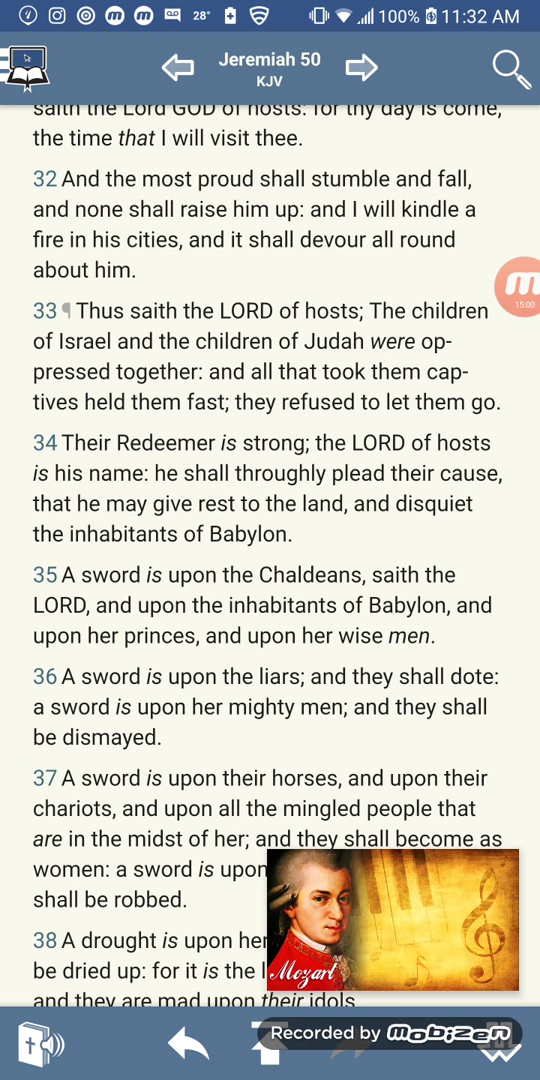 28° 100% 11:32 AM
Jeremiah 50
KJV
saith the Lord GOD of hosts: for thy day is come,
the time that I will visit thee.
32 And the most proud shall stumble and fall,
and none shall raise him up: and I will kindle a
fire in his cities, and it shall devour all round
about him.
15:00
33 ¶ Thus saith the LORD of hosts; The children
of Israel and the children of Judah were op-
pressed together: and all that took them cap-
tives held them fast; they refused to let them go.
34 Their Redeemer is strong; the LORD of hosts
is his name: he shall throughly plead their cause,
that he may give rest to the land, and disquiet
the inhabitants of Babylon.
35 A sword is upon the Chaldeans, saith the
LORD, and upon the inhabitants of Babylon, and
upon her princes, and upon her wise men.
36 A sword is upon the liars; and they shall dote:
a sword is upon her mighty men; and they shall
be dismayed.
37 A sword is upon their horses, and upon their
chariots, and upon all the mingled people that
are in the midst of her; and they shall become as
women: a sword is upon
shall be robbed.
38 A drought is upon her
be dried up: for it is the l
and they are mad upon their idols
Mozart
Recorded by mobizen